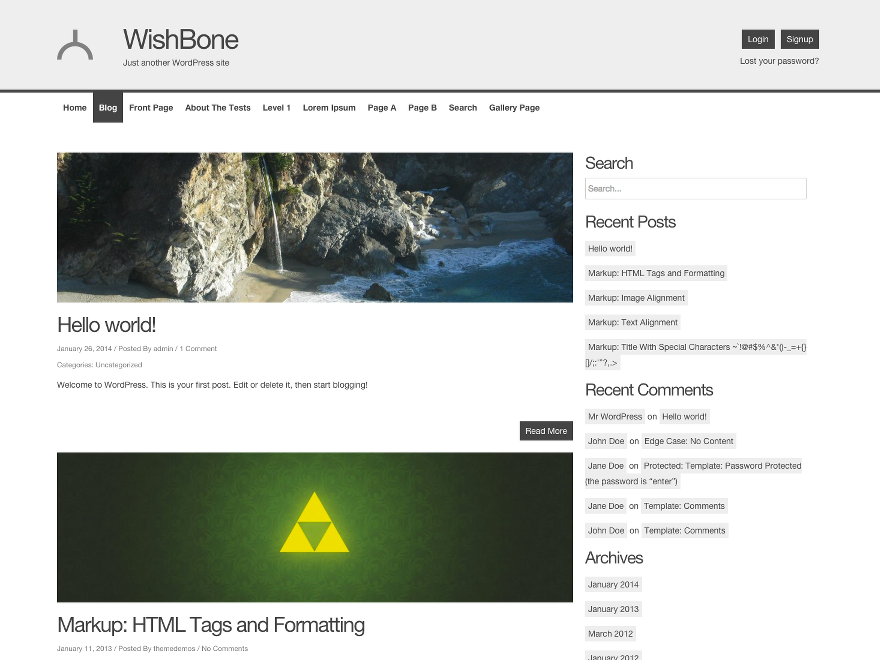 WishBone
Just another WordPress site
Login Signup
Lost your password?
Home Blog Front Page About The Tests Level 1 Lorem Ipsum Page A Page B Search Gallery Page
Hello world!
January 26, 2014 / Posted By admin / 1 Comment
Categories: Uncategorized
Welcome to WordPress. This is your first post. Edit or delete it, then start blogging!
Read More
Markup: HTML Tags and Formatting
January 11, 2013 / Posted By themedemos / No Comments
Search
Search...
Recent Posts
Hello world!
Markup: HTML Tags and Formatting
Markup: Image Alignment
Markup: Text Alignment
Markup: Title With Special Characters ~`!@#$%^&*()-_=+{}
[]/;:'"?,.>
Recent Comments
Mr WordPress on Hello world!
John Doe on Edge Case: No Content
Jane Doe on Protected: Template: Password Protected
(the password is “enter”)
Jane Doe on Template: Comments
John Doe on Template: Comments
Archives
January 2014
January 2013
March 2012
January 2012